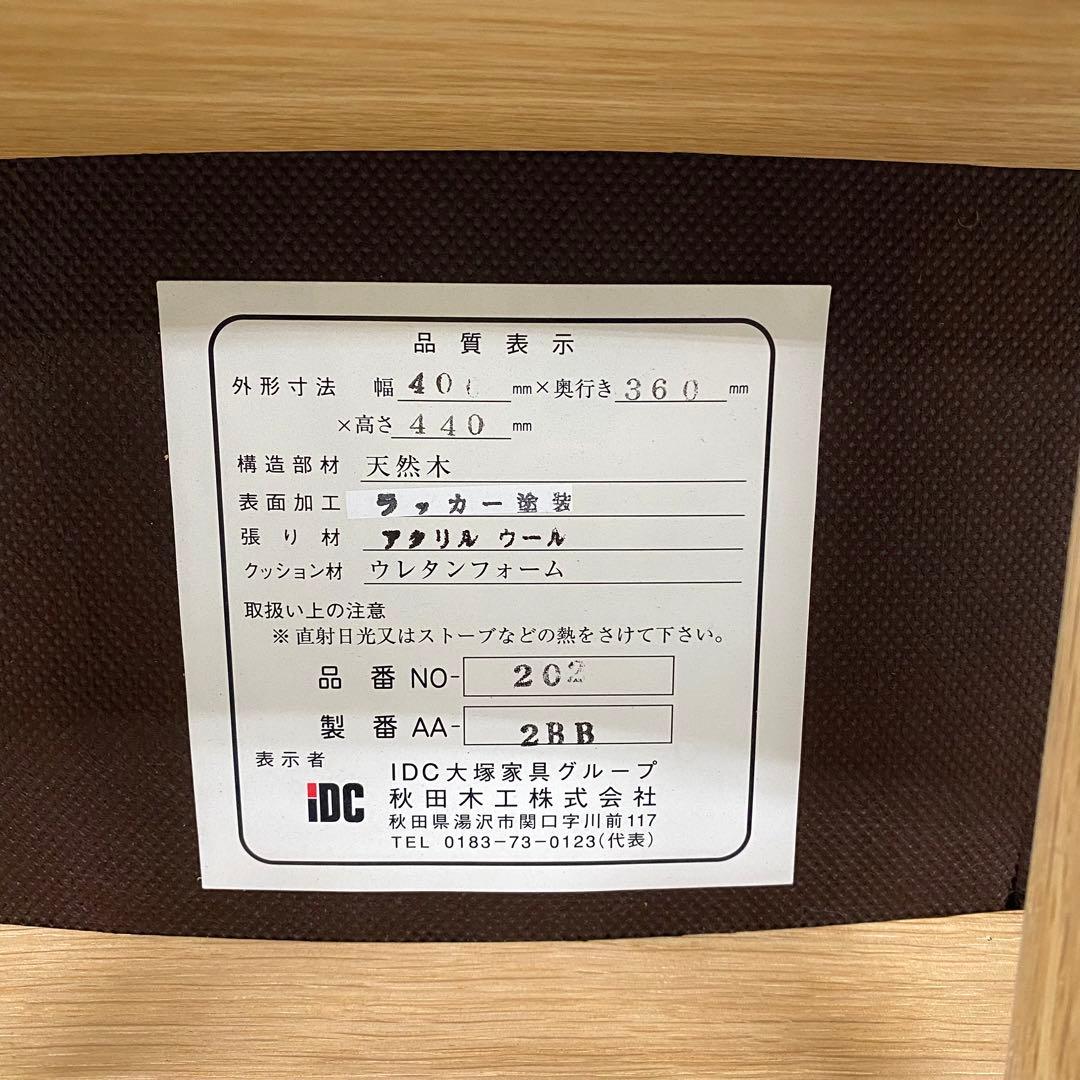 品質表示
外形寸法 幅 400 mm×奥行き 360 mm
×高さ 440 mm
構造部材 天然木
表面加工 ラッカー塗装
張り材 アクリル ウール
クッション材 ウレタンフォーム
取扱い上の注意
※直射日光又はストーブなどの熱をさけて下さい。
品番 NO- 202
製番 AA- 2BB
表示者
iDC
IDC大塚家具グループ
秋田木工株式会社
秋田県湯沢市関口字川前117
TEL 0183-73-0123(代表)